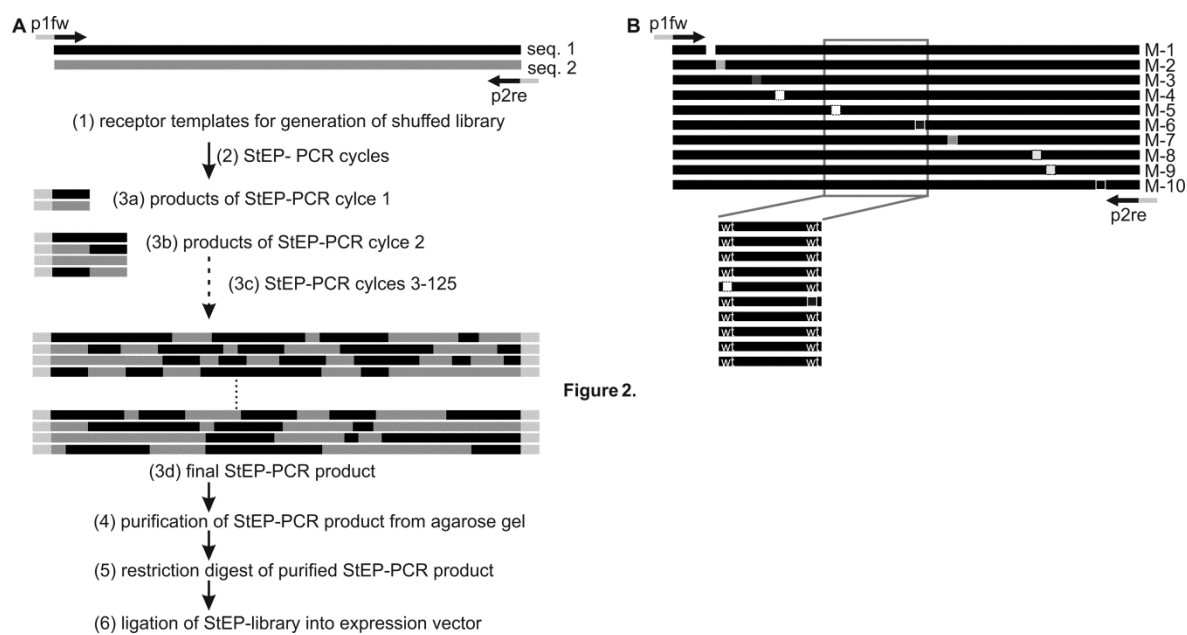 A
p1fw
seq. 1
seq. 2
p2re
(1) receptor templates for generation of shuffed library
(2) StEP- PCR cycles
(3a) products of StEP-PCR cylce 1
(3b) products of StEP-PCR cylce 2
(3c) StEP-PCR cylces 3-125
(3d) final StEP-PCR product
(4) purification of StEP-PCR product from agarose gel
(5) restriction digest of purified StEP-PCR product
(6) ligation of StEP-library into expression vector
Figure 2.
B
p1fw
M-1
M-2
M-3
M-4
M-5
M-6
M-7
M-8
M-9
M-10
p2re
wt wt
wt wt
wt wt
wt wt
wt
wt
wt wt
wt wt
wt wt
wt wt